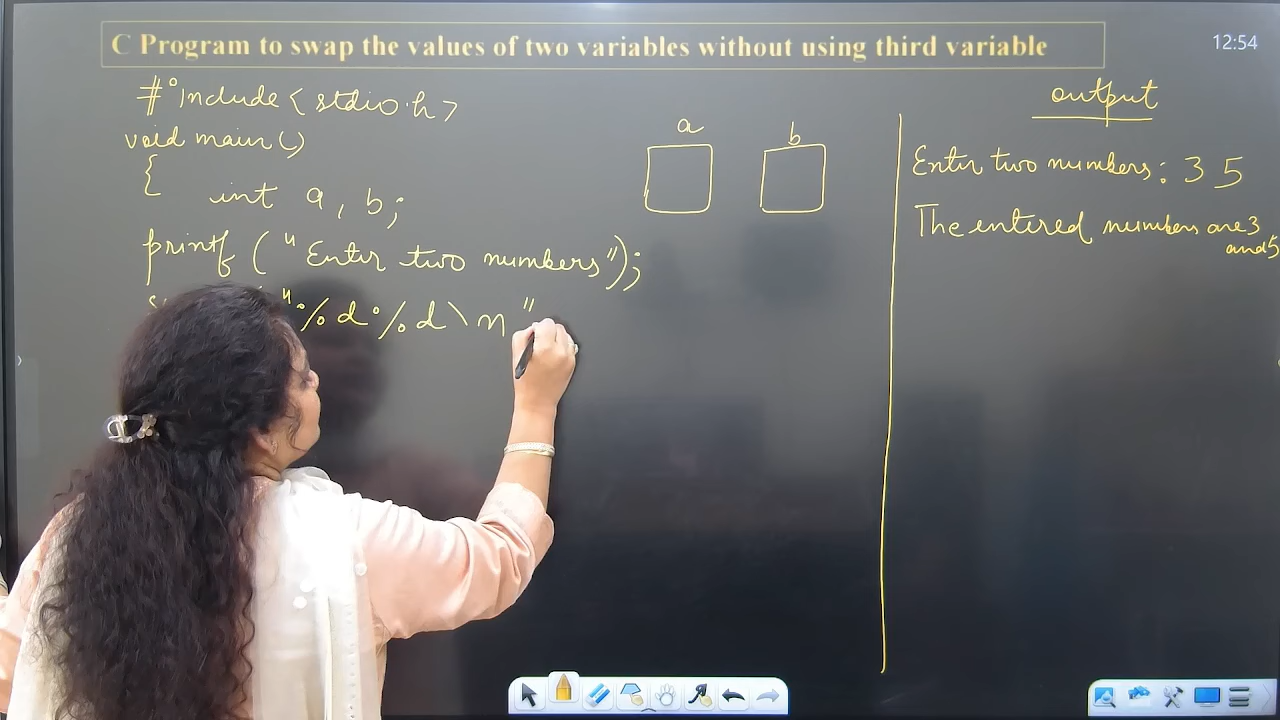 C Program to swap the values of two variables without using third variable
12:54
#include<stdio.h>
void main()
{
int a, b;
printf("Enter two numbers");
"%d%d\n"
a
b
output
Enter two numbers: 3 5
The entered numbers are 3
and 5